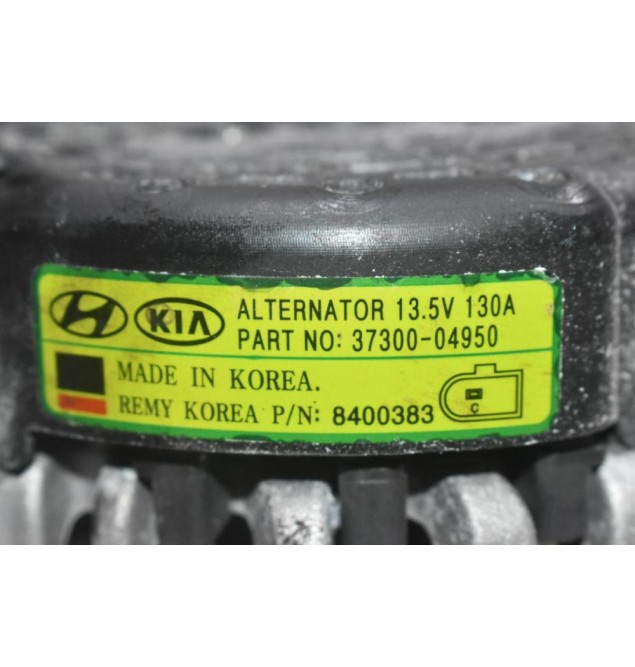 KIA ALTERNATOR 13.5V 130A
PART NO: 37300-04950
MADE IN KOREA.
REMY KOREA P/N: 8400383
C